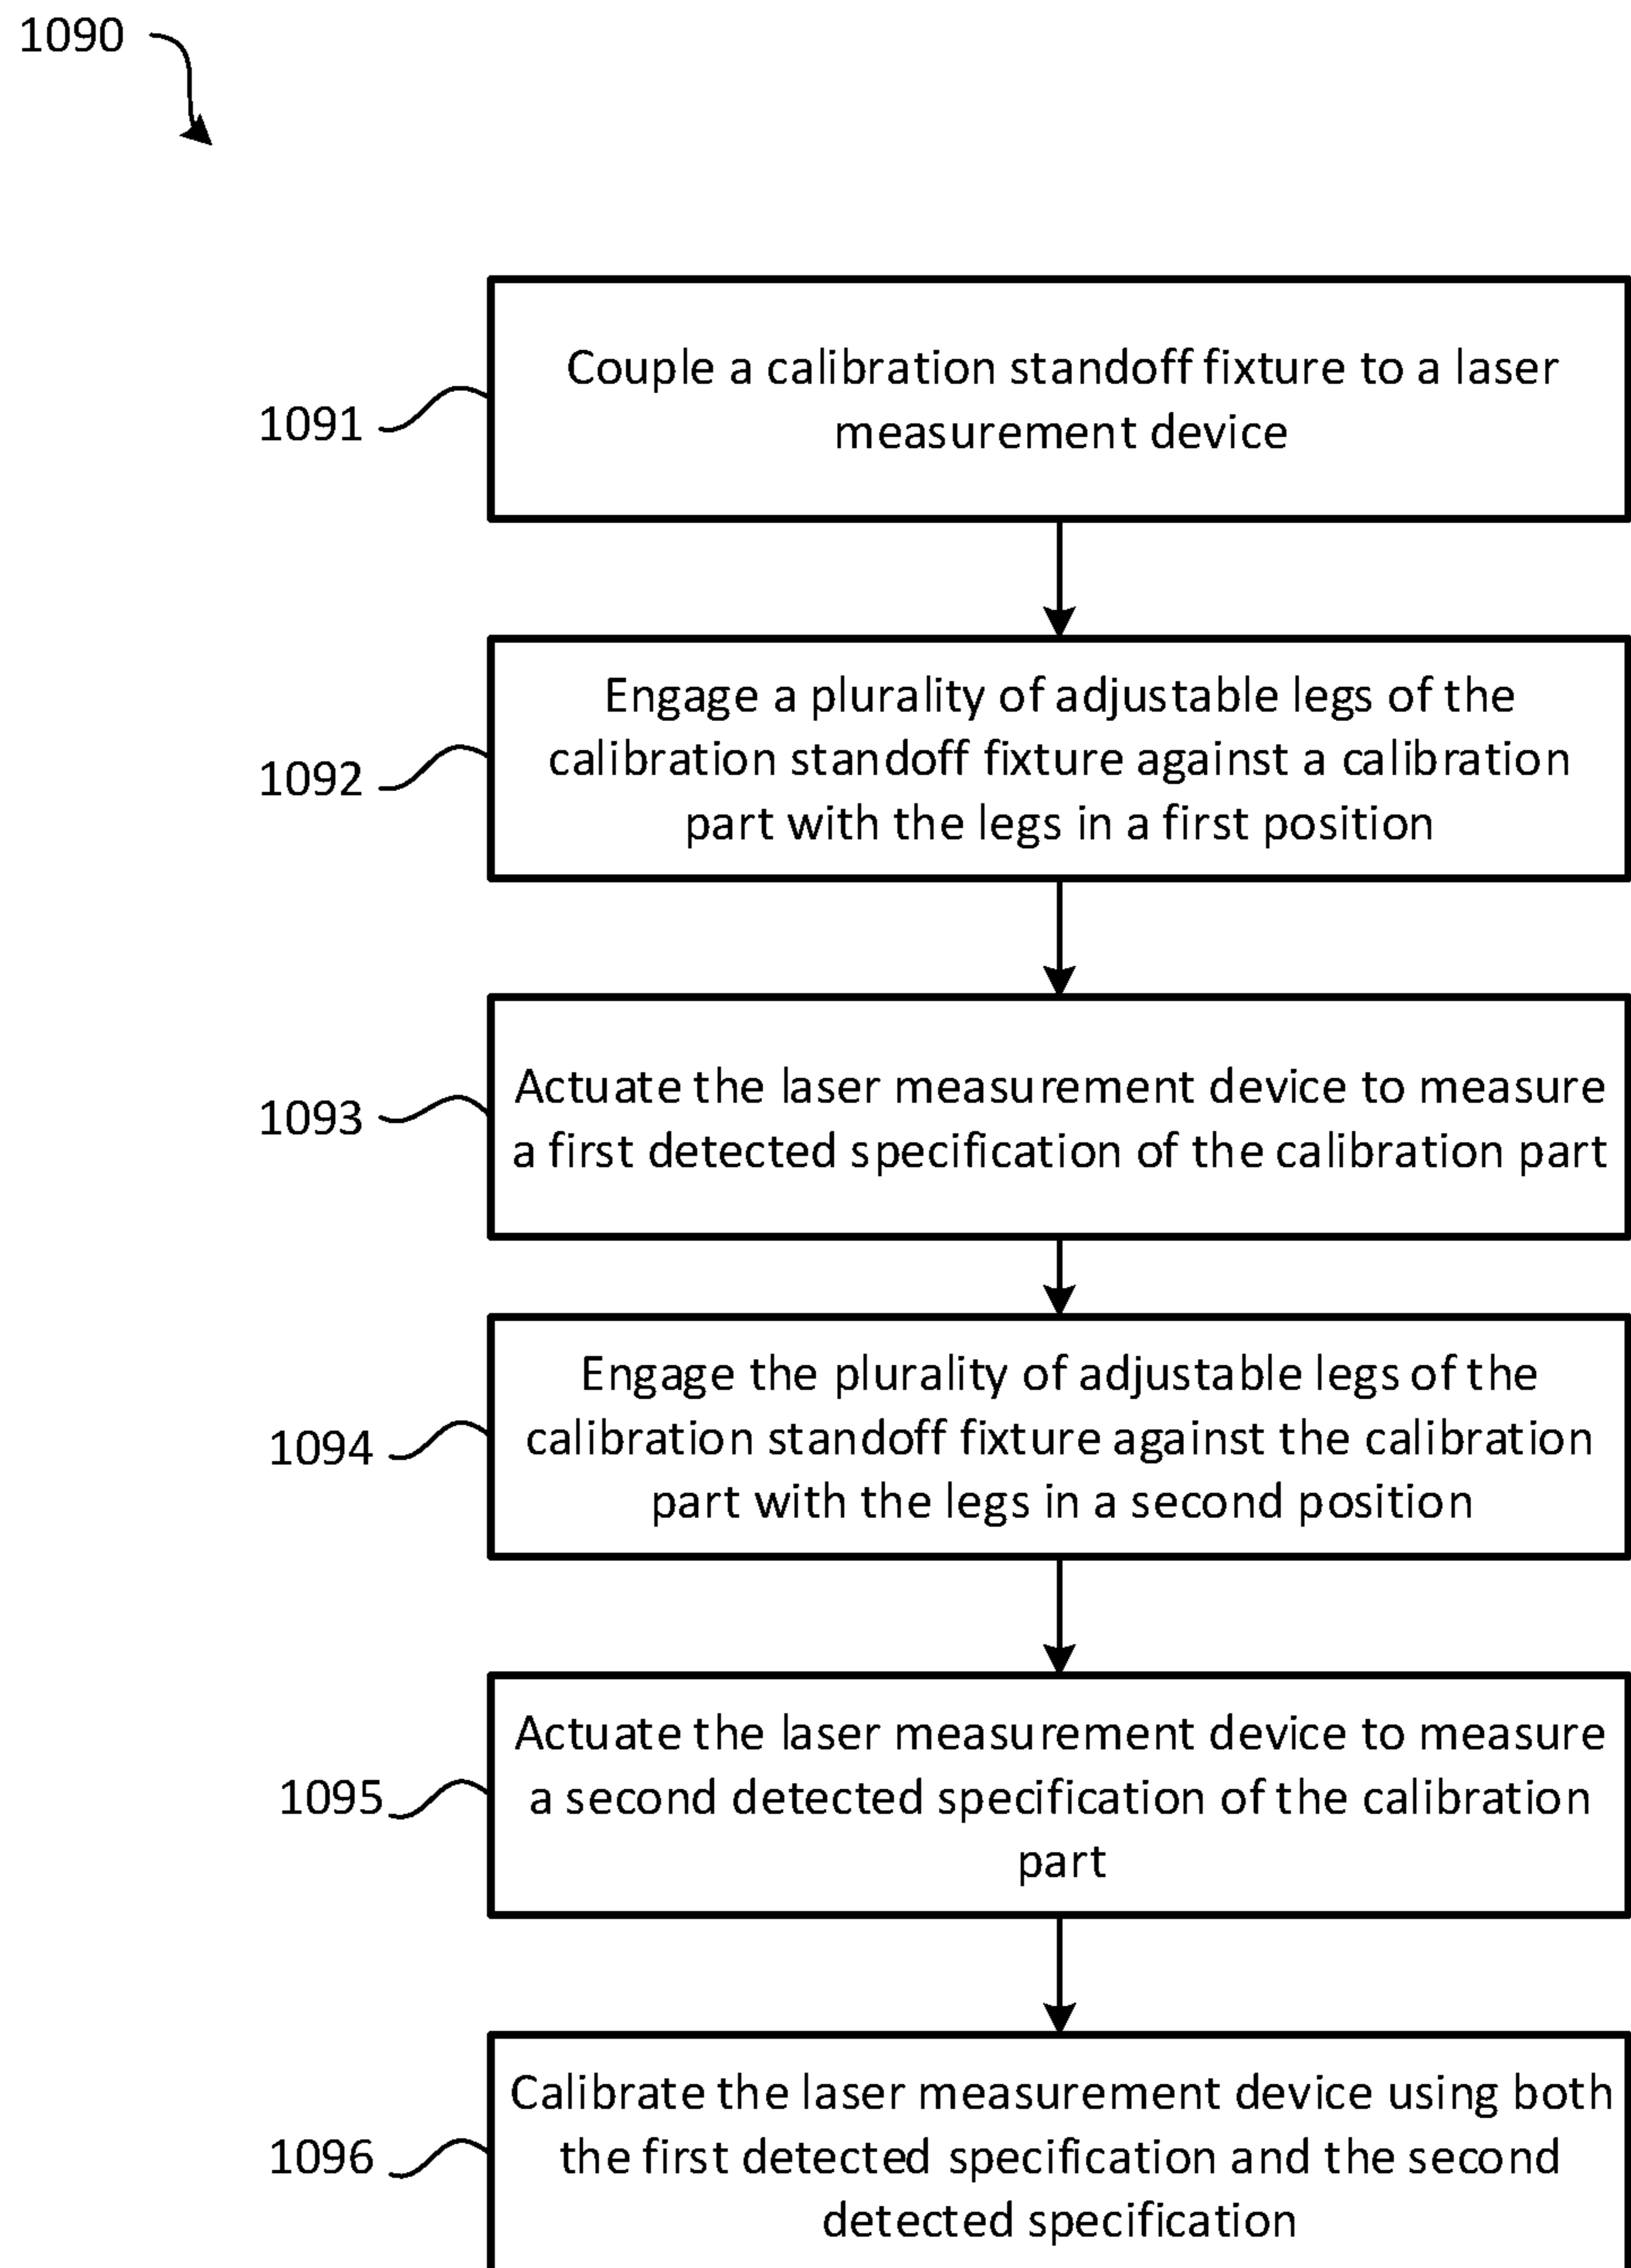 1090
1091
Couple a calibration standoff fixture to a laser
measurement device
1092
Engage a plurality of adjustable legs of the
calibration standoff fixture against a calibration
part with the legs in a first position
1093
Actuate the laser measurement device to measure
a first detected specification of the calibration part
1094
Engage the plurality of adjustable legs of the
calibration standoff fixture against the calibration
part with the legs in a second position
1095
Actuate the laser measurement device to measure
a second detected specification of the calibration
part
1096
Calibrate the laser measurement device using both
the first detected specification and the second
detected specification